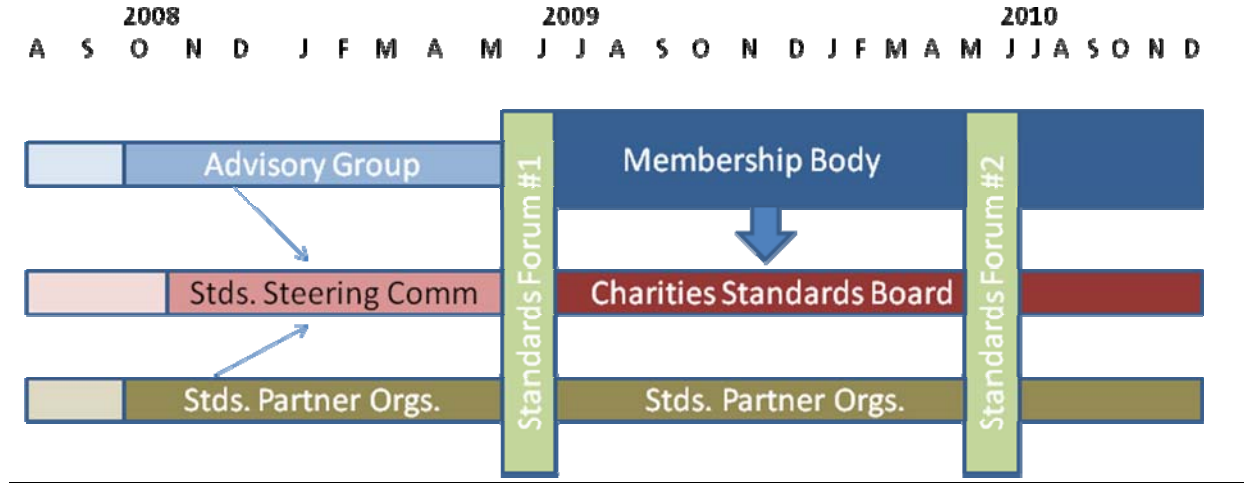 2008 2009 2010
A S O N D J F M A M J J A S O N D J F M A M J J A S O N D
Advisory Group
Membership Body
Standards Forum #1
Standards Forum #2
Stds. Steering Comm
Charities Standards Board
Stds. Partner Orgs.
Stds. Partner Orgs.